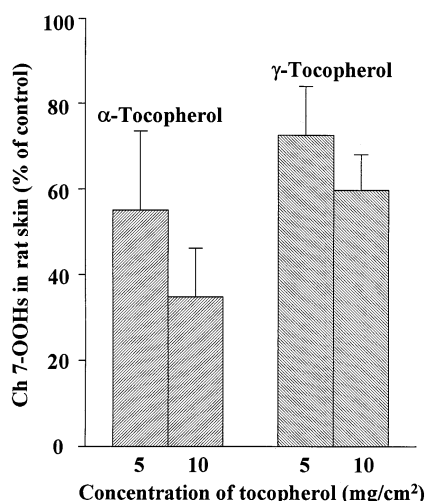 100
80
60
40
20
0
Ch 7-OOHs in rat skin (% of control)
α-Tocopherol
γ-Tocopherol
5 10 5 10
Concentration of tocopherol (mg/cm²)